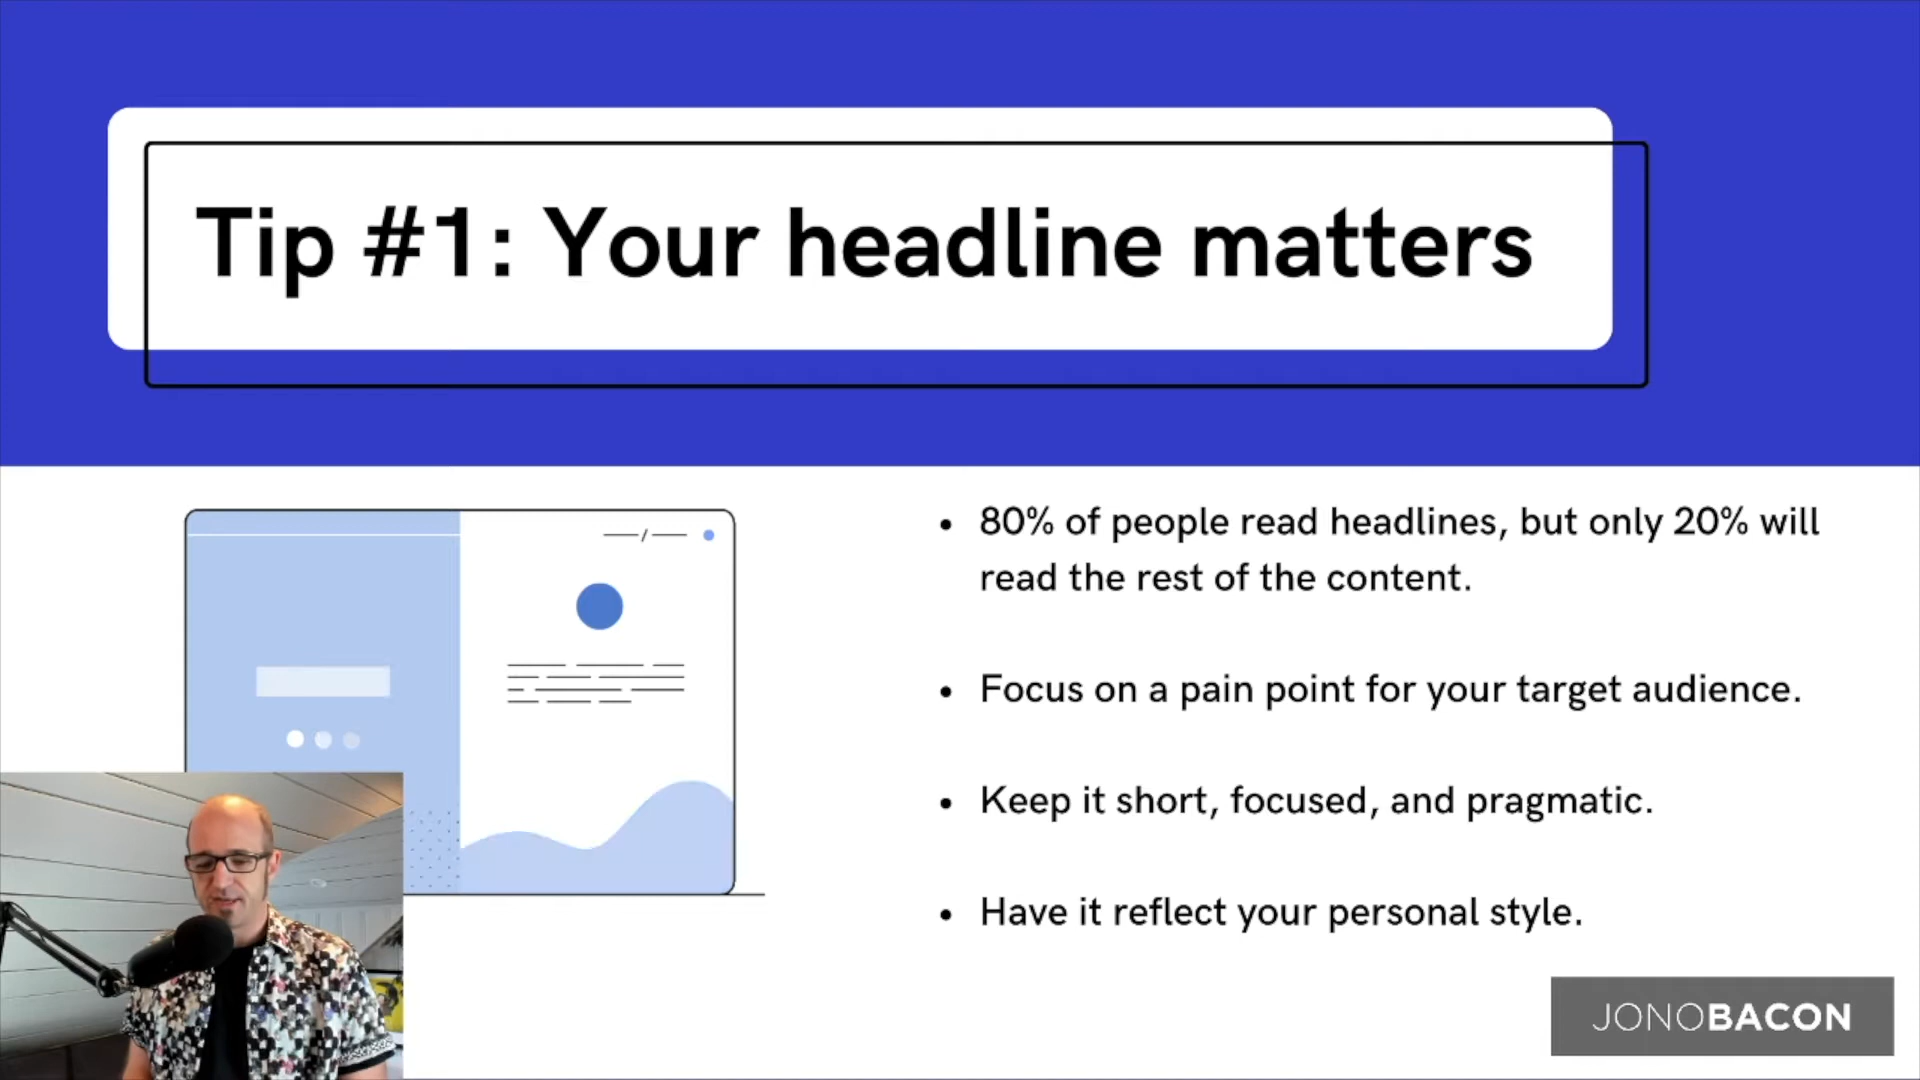 Tip #1: Your headline matters
• 80% of people read headlines, but only 20% will
read the rest of the content.
• Focus on a pain point for your target audience.
• Keep it short, focused, and pragmatic.
• Have it reflect your personal style.
JONOBACON